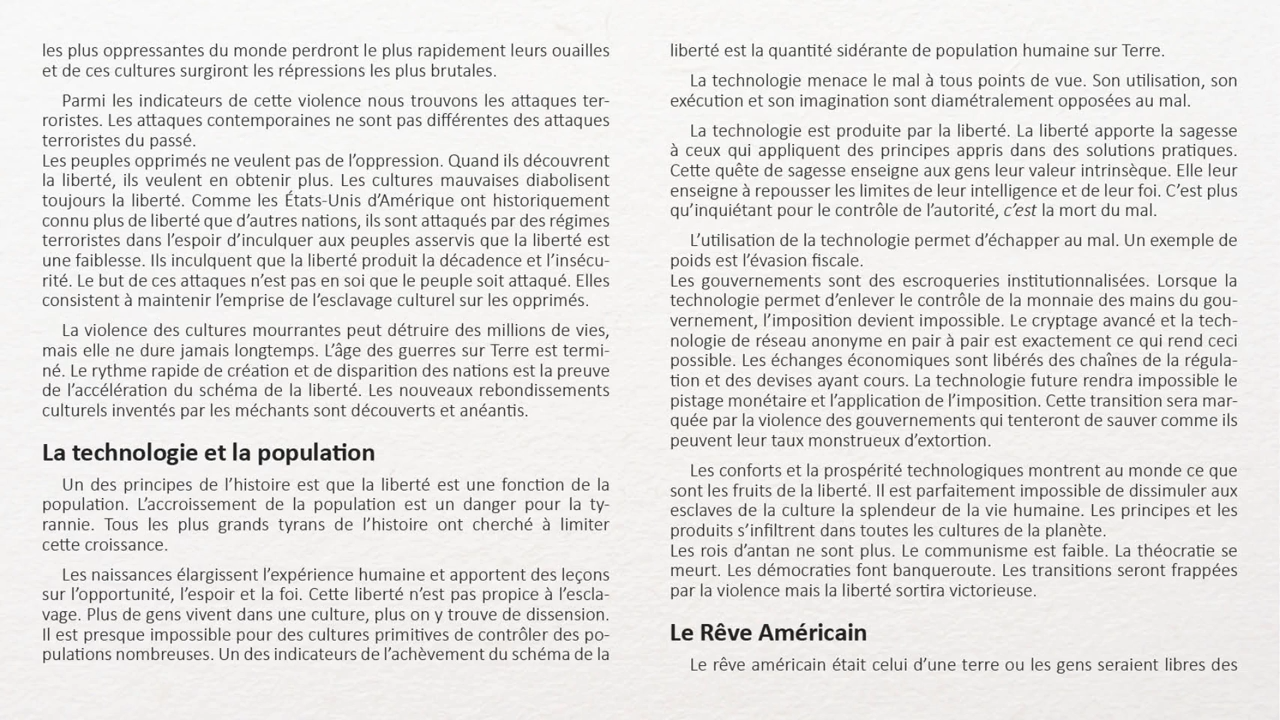 les plus oppressantes du monde perdront le plus rapidement leurs ouailles
et de ces cultures surgiront les répressions les plus brutales.
Parmi les indicateurs de cette violence nous trouvons les attaques ter-
roristes. Les attaques contemporaines ne sont pas différentes des attaques
terroristes du passé.
Les peuples opprimés ne veulent pas de l’oppression. Quand ils découvrent
la liberté, ils veulent en obtenir plus. Les cultures mauvaises diabolisent
toujours la liberté. Comme les États-Unis d’Amérique ont historiquement
connu plus de liberté que d’autres nations, ils sont attaqués par des régimes
terroristes dans l’espoir d’inculquer aux peuples asservis que la liberté est
une faiblesse. Ils inculquent que la liberté produit la décadence et l’insécu-
rité. Le but de ces attaques n’est pas en soi que le peuple soit attaqué. Elles
consistent à maintenir l’emprise de l’esclavage culturel sur les opprimés.
La violence des cultures mourrantes peut détruire des millions de vies,
mais elle ne dure jamais longtemps. L’âge des guerres sur Terre est termi-
né. Le rythme rapide de création et de disparition des nations est la preuve
de l’accélération du schéma de la liberté. Les nouveaux rebondissements
culturels inventés par les méchants sont découverts et anéantis.
La technologie et la population
Un des principes de l’histoire est que la liberté est une fonction de la
population. L’accroissement de la population est un danger pour la ty-
rannie. Tous les plus grands tyrans de l’histoire ont cherché à limiter
cette croissance.
Les naissances élargissent l’expérience humaine et apportent des leçons
sur l’opportunité, l’espoir et la foi. Cette liberté n’est pas propice à l’escla-
vage. Plus de gens vivent dans une culture, plus on y trouve de dissension.
Il est presque impossible pour des cultures primitives de contrôler des po-
pulations nombreuses. Un des indicateurs de l’achèvement du schéma de la
liberté est la quantité sidérante de population humaine sur Terre.
La technologie menace le mal à tous points de vue. Son utilisation, son
exécution et son imagination sont diamétralement opposées au mal.
La technologie est produite par la liberté. La liberté apporte la sagesse
à ceux qui appliquent des principes appris dans des solutions pratiques.
Cette quête de sagesse enseigne aux gens leur valeur intrinsèque. Elle leur
enseigne à repousser les limites de leur intelligence et de leur foi. C’est plus
qu’inquiétant pour le contrôle de l’autorité, c’est la mort du mal.
L’utilisation de la technologie permet d’échapper au mal. Un exemple de
poids est l’évasion fiscale.
Les gouvernements sont des escroqueries institutionnalisées. Lorsque la
technologie permet d’enlever le contrôle de la monnaie des mains du gou-
vernement, l’imposition devient impossible. Le cryptage avancé et la tech-
nologie de réseau anonyme en pair à pair est exactement ce qui rend ceci
possible. Les échanges économiques sont libérés des chaînes de la régula-
tion et des devises ayant cours. La technologie future rendra impossible le
pistage monétaire et l’application de l’imposition. Cette transition sera mar-
quée par la violence des gouvernements qui tenteront de sauver comme ils
peuvent leur taux monstrueux d’extortion.
Les conforts et la prospérité technologiques montrent au monde ce que
sont les fruits de la liberté. Il est parfaitement impossible de dissimuler aux
esclaves de la culture la splendeur de la vie humaine. Les principes et les
produits s’infiltrent dans toutes les cultures de la planète.
Les rois d’antan ne sont plus. Le communisme est faible. La théocratie se
meurt. Les démocraties font banqueroute. Les transitions seront frappées
par la violence mais la liberté sortira victorieuse.
Le Rêve Américain
Le rêve américain était celui d’une terre ou les gens seraient libres des